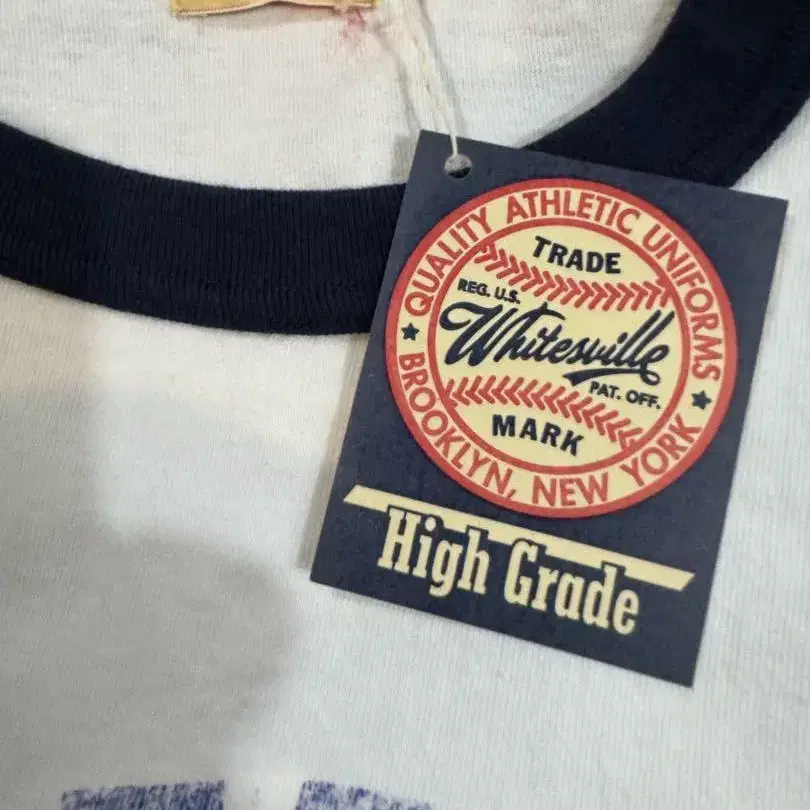 QUALITY ATHLETIC UNIFORMS
TRADE
REG. U.S.
Whitesville
PAT. OFF.
MARK
BROOKLYN, NEW YORK
High Grade